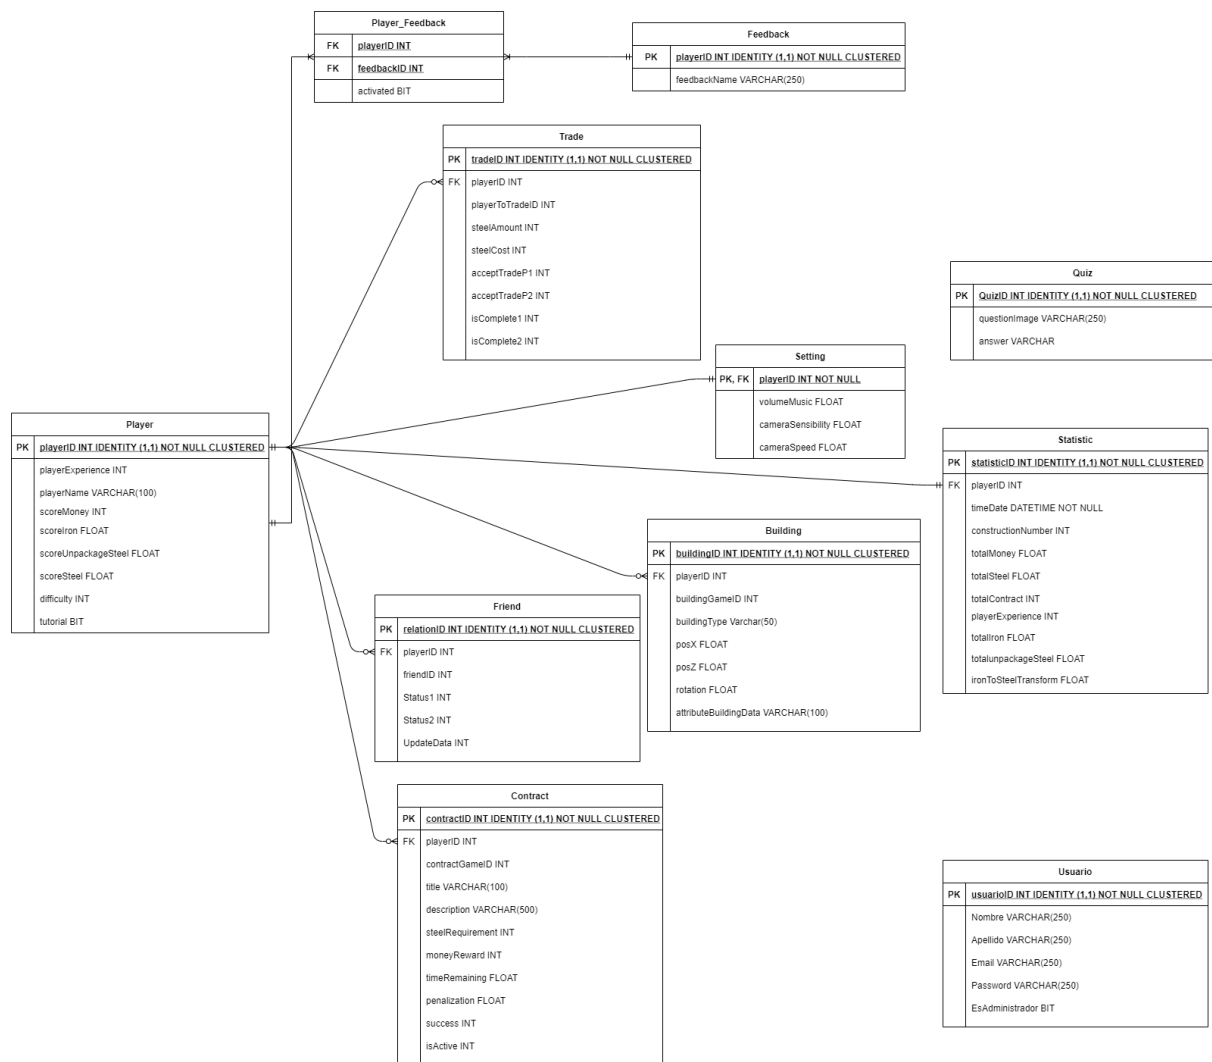 Player_Feedback
FK playerID INT
FK feedbackID INT
activated BIT
Feedback
PK playerID INT IDENTITY (1,1) NOT NULL CLUSTERED
feedbackName VARCHAR(250)
Trade
PK tradeID INT IDENTITY (1,1) NOT NULL CLUSTERED
FK playerID INT
playerToTradeID INT
steelAmount INT
steelCost INT
acceptTradeP1 INT
acceptTradeP2 INT
isComplete1 INT
isComplete2 INT
Quiz
PK QuizID INT IDENTITY (1,1) NOT NULL CLUSTERED
questionImage VARCHAR(250)
answer VARCHAR
Setting
PK, FK playerID INT NOT NULL
volumeMusic FLOAT
cameraSensibility FLOAT
cameraSpeed FLOAT
Player
PK playerID INT IDENTITY (1,1) NOT NULL CLUSTERED
playerExperience INT
playerName VARCHAR(100)
scoreMoney INT
scoreIron FLOAT
scoreUnpackageSteel FLOAT
scoreSteel FLOAT
difficulty INT
tutorial BIT
Statistic
PK statisticID INT IDENTITY (1,1) NOT NULL CLUSTERED
FK playerID INT
timeDate DATETIME NOT NULL
constructionNumber INT
totalMoney FLOAT
totalSteel FLOAT
totalContract INT
playerExperience INT
totalIron FLOAT
totalunpackageSteel FLOAT
ironToSteelTransform FLOAT
Building
PK buildingID INT IDENTITY (1,1) NOT NULL CLUSTERED
FK playerID INT
buildingGameID INT
buildingType Varchar(50)
posX FLOAT
posZ FLOAT
rotation FLOAT
attributeBuildingData VARCHAR(100)
Friend
PK relationID INT IDENTITY (1,1) NOT NULL CLUSTERED
FK playerID INT
friendID INT
Status1 INT
Status2 INT
UpdateData INT
Contract
PK contractID INT IDENTITY (1,1) NOT NULL CLUSTERED
FK playerID INT
contractGameID INT
title VARCHAR(100)
description VARCHAR(500)
steelRequirement INT
moneyReward INT
timeRemaining FLOAT
penalization FLOAT
success INT
isActive INT
Usuario
PK usuarioID INT IDENTITY (1,1) NOT NULL CLUSTERED
Nombre VARCHAR(250)
Apellido VARCHAR(250)
Email VARCHAR(250)
Password VARCHAR(250)
EsAdministrador BIT